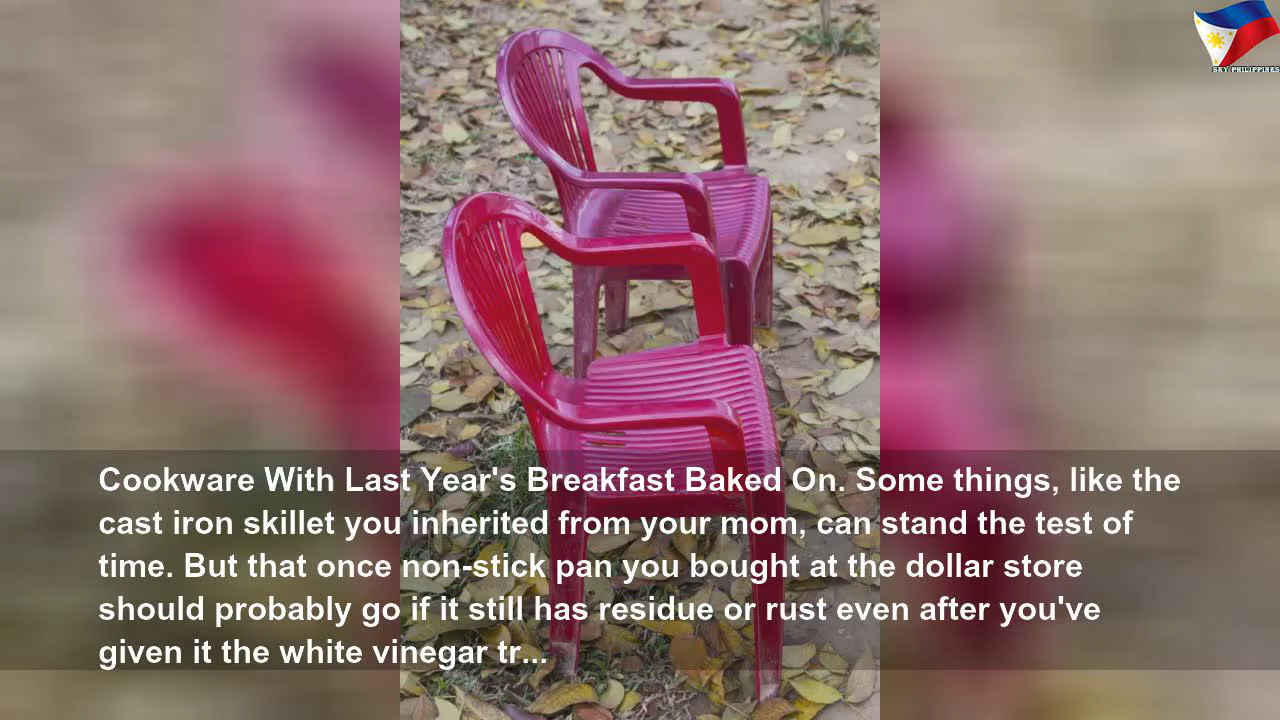 SKY PHILIPPINES
Cookware With Last Year's Breakfast Baked On. Some things, like the
cast iron skillet you inherited from your mom, can stand the test of
time. But that once non-stick pan you bought at the dollar store
should probably go if it still has residue or rust even after you've
given it the white vinegar tr...